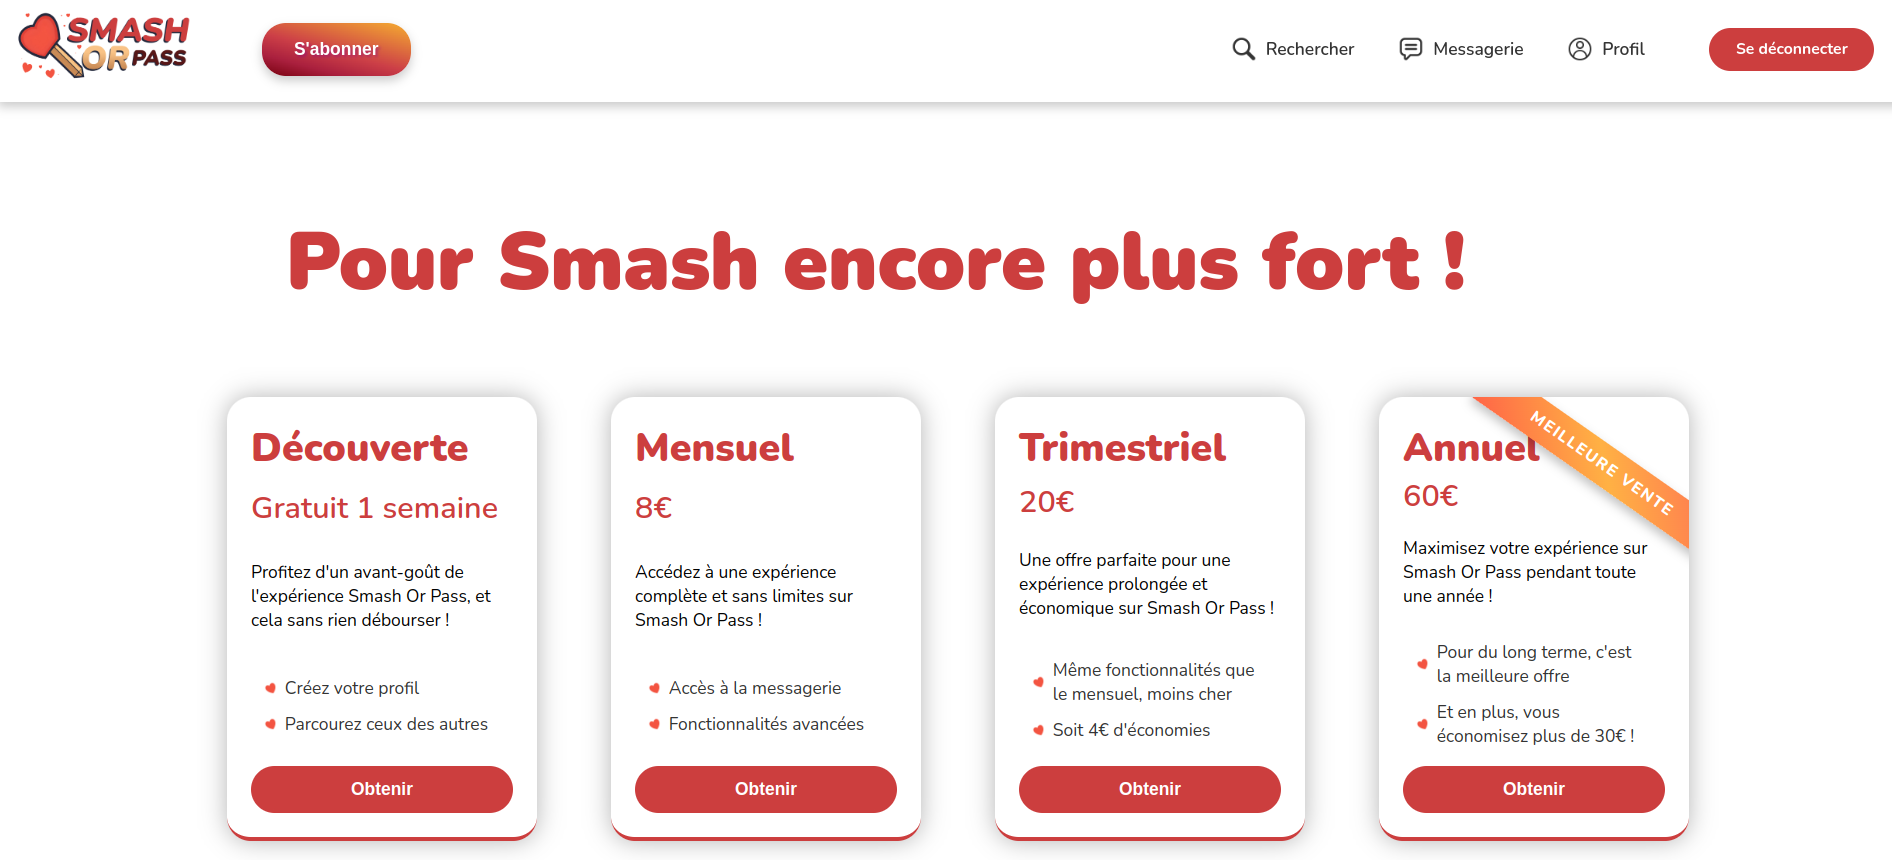 SMASH
OR PASS
S'abonner
Rechercher
Messagerie
Profil
Se déconnecter
Pour Smash encore plus fort !
Découverte
Gratuit 1 semaine
Profitez d'un avant-goût de
l'expérience Smash Or Pass, et
cela sans rien débourser !
Créez votre profil
Parcourez ceux des autres
Obtenir
Mensuel
8€
Accédez à une expérience
complète et sans limites sur
Smash Or Pass !
Accès à la messagerie
Fonctionnalités avancées
Obtenir
Trimestriel
20€
Une offre parfaite pour une
expérience prolongée et
économique sur Smash Or Pass !
Même fonctionnalités que
le mensuel, moins cher
Soit 4€ d'économies
Obtenir
MEILLEURE VENTE
Annuel
60€
Maximisez votre expérience sur
Smash Or Pass pendant toute
une année !
Pour du long terme, c'est
la meilleure offre
Et en plus, vous
économisez plus de 30€ !
Obtenir